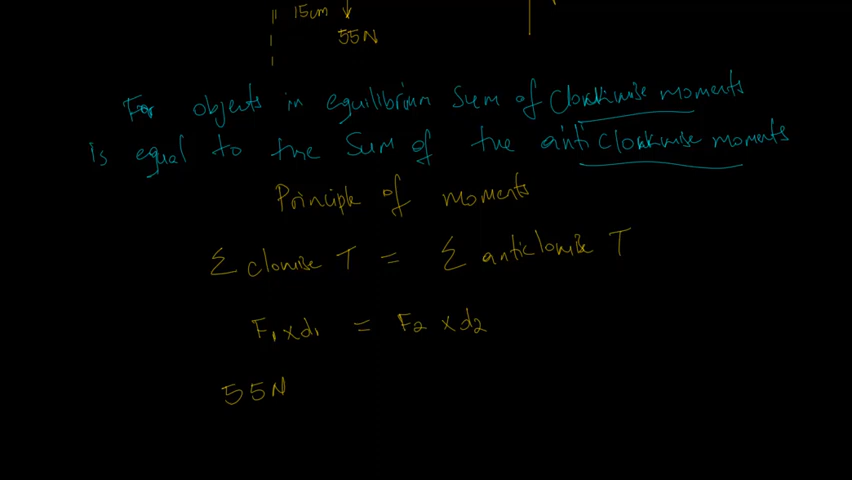 15cm
55N
For objects in equilibrium Sum of Clockwise moments
is equal to the Sum of the anti Clockwise moments
Principle of moments
Σ clowise T = Σ anticlowise T
F₁ x d₁ = F₂ x d₂
55N